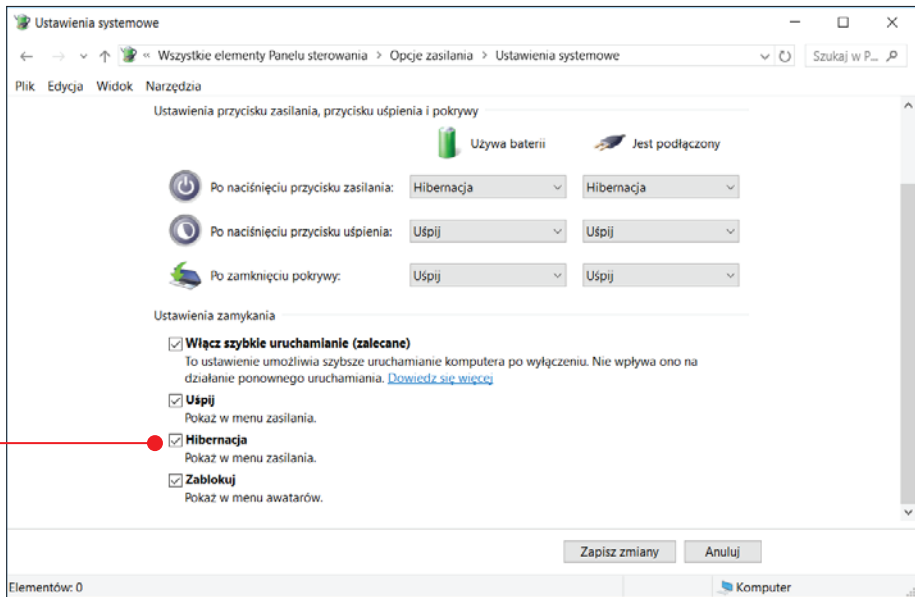 Ustawienia systemowe
« Wszystkie elementy Panelu sterowania > Opcje zasilania > Ustawienia systemowe
Szukaj w P...
Plik Edycja Widok Narzędzia
Ustawienia przycisku zasilania, przycisku uśpienia i pokrywy
Używa baterii Jest podłączony
Po naciśnięciu przycisku zasilania: Hibernacja Hibernacja
Po naciśnięciu przycisku uśpienia: Uśpij Uśpij
Po zamknięciu pokrywy: Uśpij Uśpij
Ustawienia zamykania
Włącz szybkie uruchamianie (zalecane)
To ustawienie umożliwia szybsze uruchamianie komputera po wyłączeniu. Nie wpływa ono na
działanie ponownego uruchamiania. Dowiedz się więcej
Uśpij
Pokaż w menu zasilania.
Hibernacja
Pokaż w menu zasilania.
Zablokuj
Pokaż w menu awatarów.
Zapisz zmiany Anuluj
Elementów: 0 Komputer